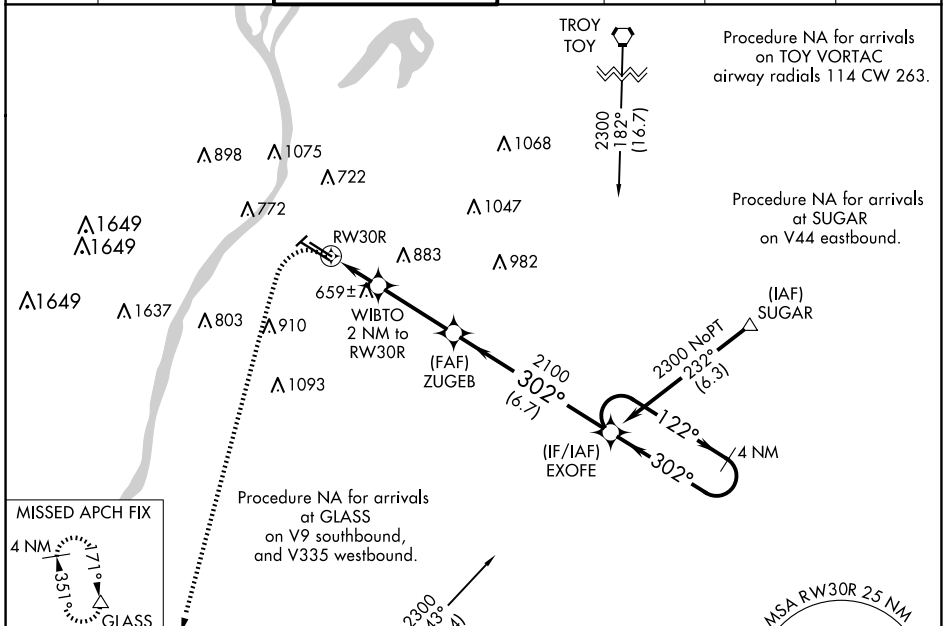 TROY
TOY
Procedure NA for arrivals
on TOY VORTAC
airway radials 114 CW 263.
2300
182°
(16.7)
898
1075
722
1068
772
1047
1649
1649
Procedure NA for arrivals
at SUGAR
on V44 eastbound.
RW30R
883
982
659±
1649
1637
803
910
WIBTO
2 NM to
RW30R
(IAF)
SUGAR
(FAF)
ZUGEB
2300 NoPT
232°
(6.3)
2100
302°
(6.7)
1093
122°
302°
4 NM
(IF/IAF)
EXOFE
Procedure NA for arrivals
at GLASS
on V9 southbound,
and V335 westbound.
MISSED APCH FIX
4 NM
171°
351°
GLASS
2300
MSA RW30R 25 NM